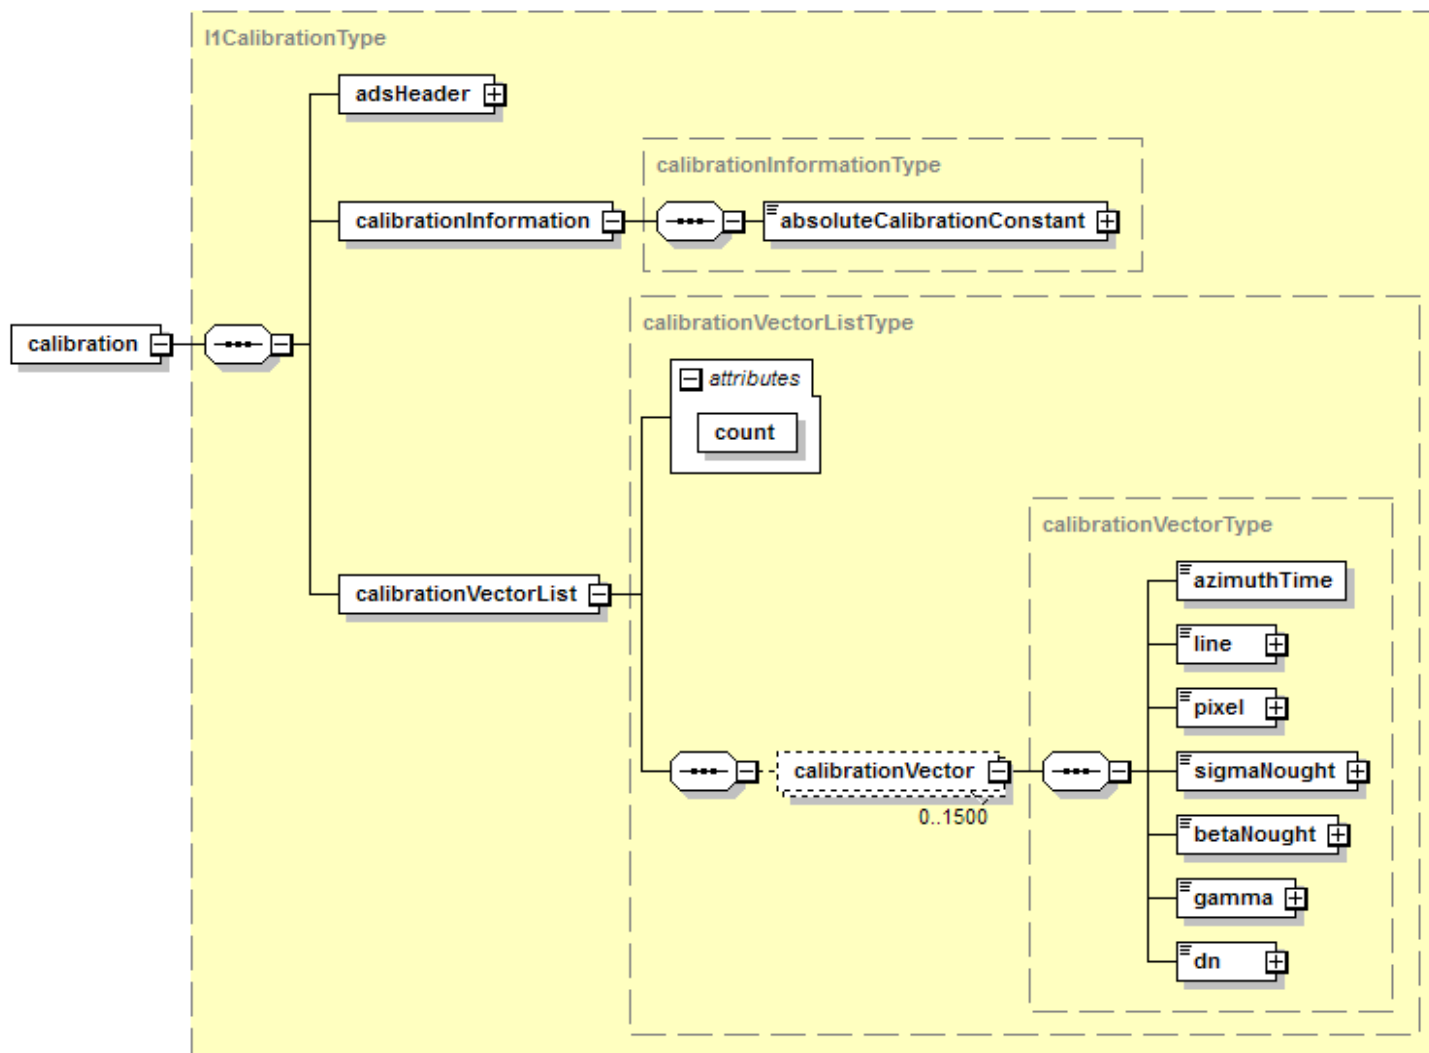 l1CalibrationType
adsHeader
calibrationInformationType
calibrationInformation
absoluteCalibrationConstant
calibrationVectorListType
calibration
attributes
count
calibrationVectorType
azimuthTime
calibrationVectorList
line
pixel
calibrationVector
sigmaNought
0..1500
betaNought
gamma
dn